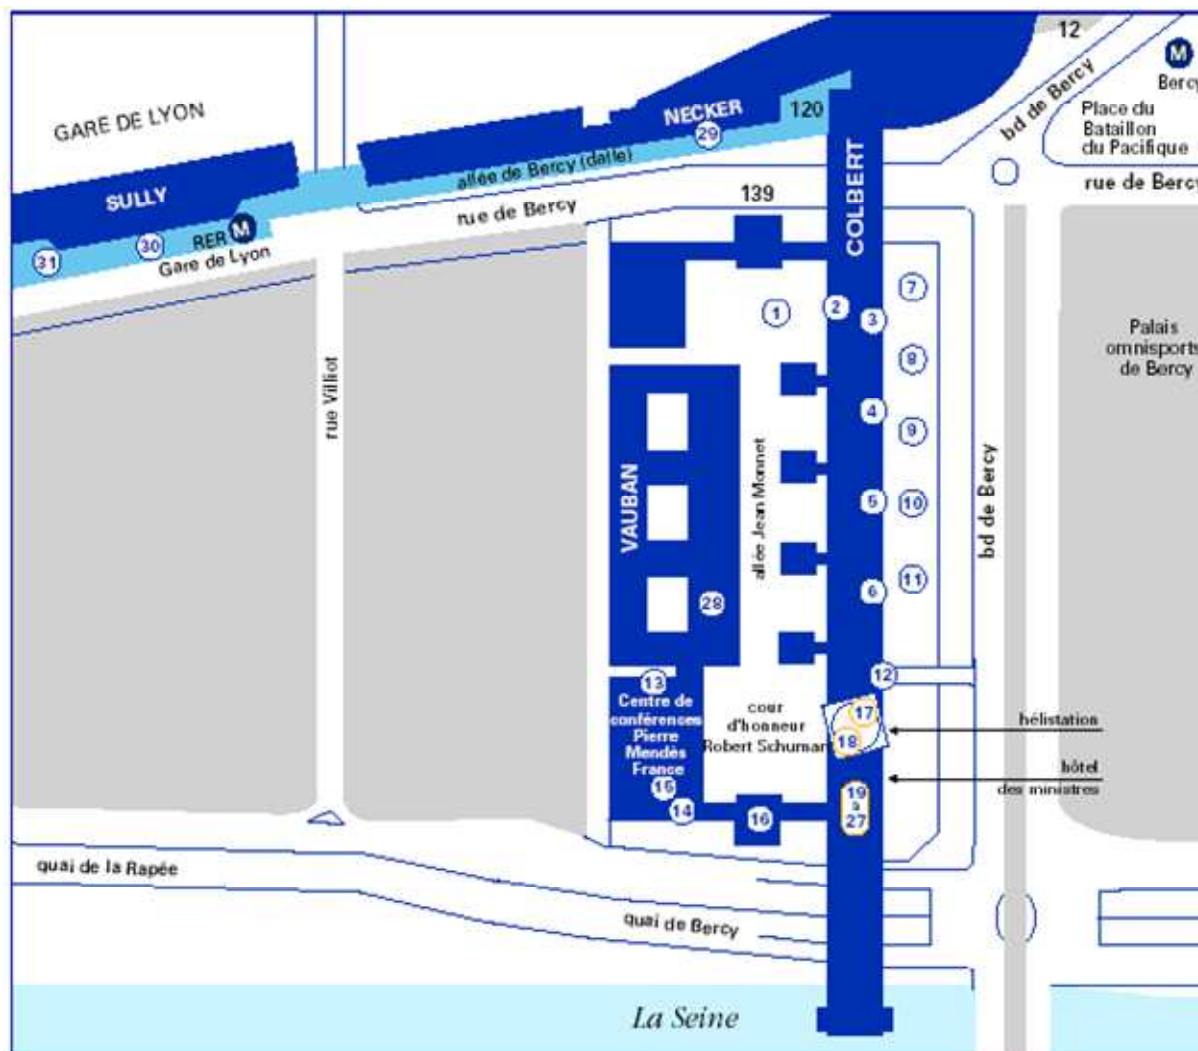 12
M
Bercy
GARE DE LYON
NECKER
120
bd de Bercy
Place du
Bataillon
du Pacifique
29
allée de Bercy (dalle)
SULLY
rue de Bercy
139
COLBERT
rue de Bercy
31
30
RER M
Gare de Lyon
7
1
2
3
Palais
omnisports
de Bercy
8
rue Villiot
4
9
VAUBAN
allée Jean Monnet
5
10
bd de Bercy
28
6
11
13
12
Centre de
conférences
Pierre
Mendès
France
cour
d'honneur
Robert Schuman
17
18
hélistation
hôtel
des ministres
15
14
16
19
à
27
quai de la Rapée
quai de Bercy
La Seine